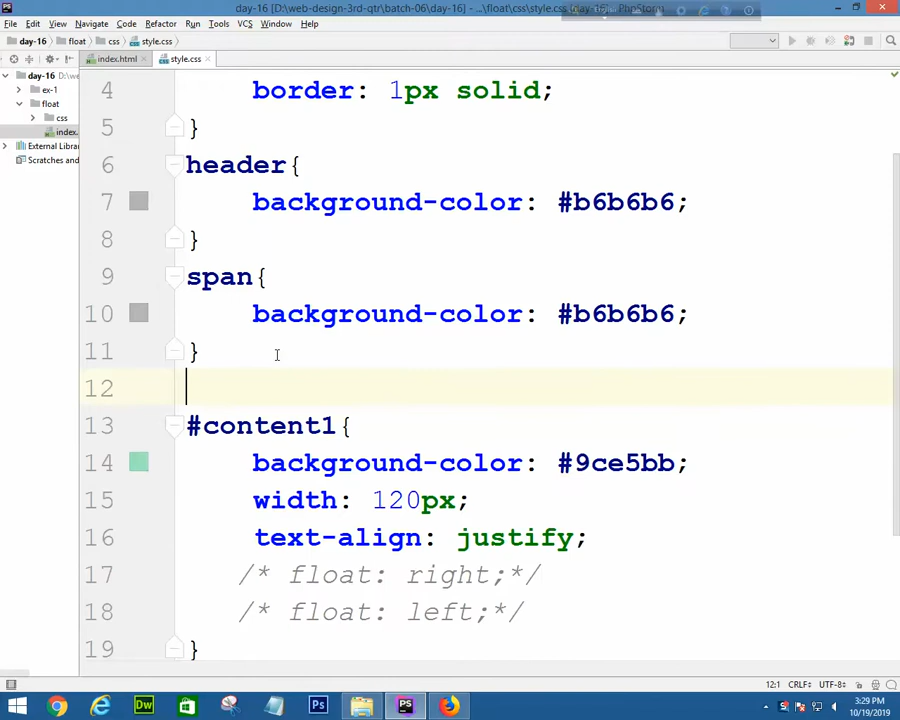 day-16 [D:\web-design-3rd-qtr\batch-06\day-16] - ...\float\css\style.css [day-16] - PhpStorm
File Edit View Navigate Code Refactor Run Tools VCS Window Help
day-16 float css style.css
index.html style.css
day-16 D:\w
ex-1
float
css
index.
External Librar
Scratches and
4 border: 1px solid;
5 }
6 header{
7 background-color: #b6b6b6;
8 }
9 span{
10 background-color: #b6b6b6;
11 }
12
13 #content1{
14 background-color: #9ce5bb;
15 width: 120px;
16 text-align: justify;
17 /* float: right;*/
18 /* float: left;*/
19 }
12:1 CRLF÷ UTF-8÷
Dw Ps PS
3:29 PM
10/19/2019